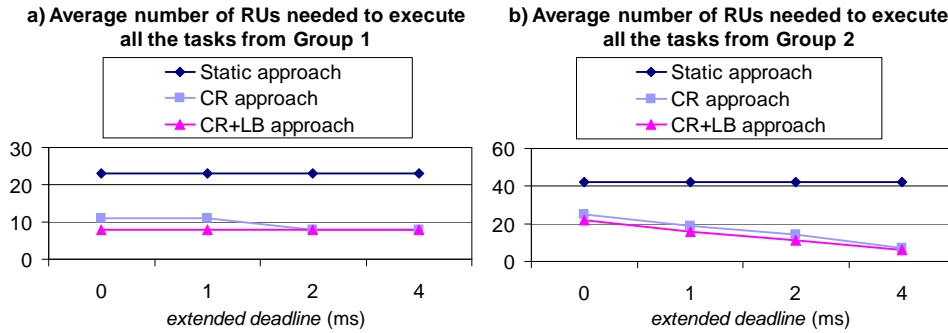 a) Average number of RUs needed to execute
all the tasks from Group 1
Static approach
CR approach
CR+LB approach
30
20
10
0
0 1 2 4
extended deadline (ms)
b) Average number of RUs needed to execute
all the tasks from Group 2
Static approach
CR approach
CR+LB approach
60
40
20
0
0 1 2 4
extended deadline (ms)